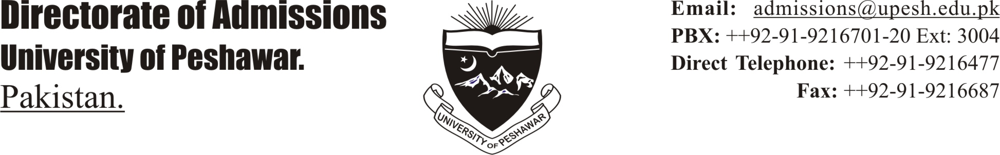 Directorate of Admissions
University of Peshawar.
Pakistan.
UNIVERSITY OF PESHAWAR
Email: admissions@upesh.edu.pk
PBX: ++92-91-9216701-20 Ext: 3004
Direct Telephone: ++92-91-9216477
Fax: ++92-91-9216687